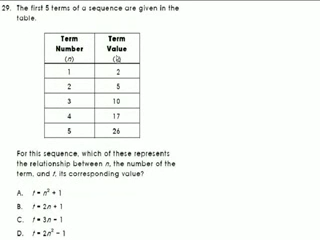 29. The first 5 terms of a sequence are given in the
table.
Term Number (n) Term Value (t)
1 2
2 5
3 10
4 17
5 26
For this sequence, which of these represents
the relationship between n, the number of
term, and t, its corresponding value?
A. t = n² + 1
B. t = 2n + 1
C. t = 3n − 1
D. t = 2n² − 1